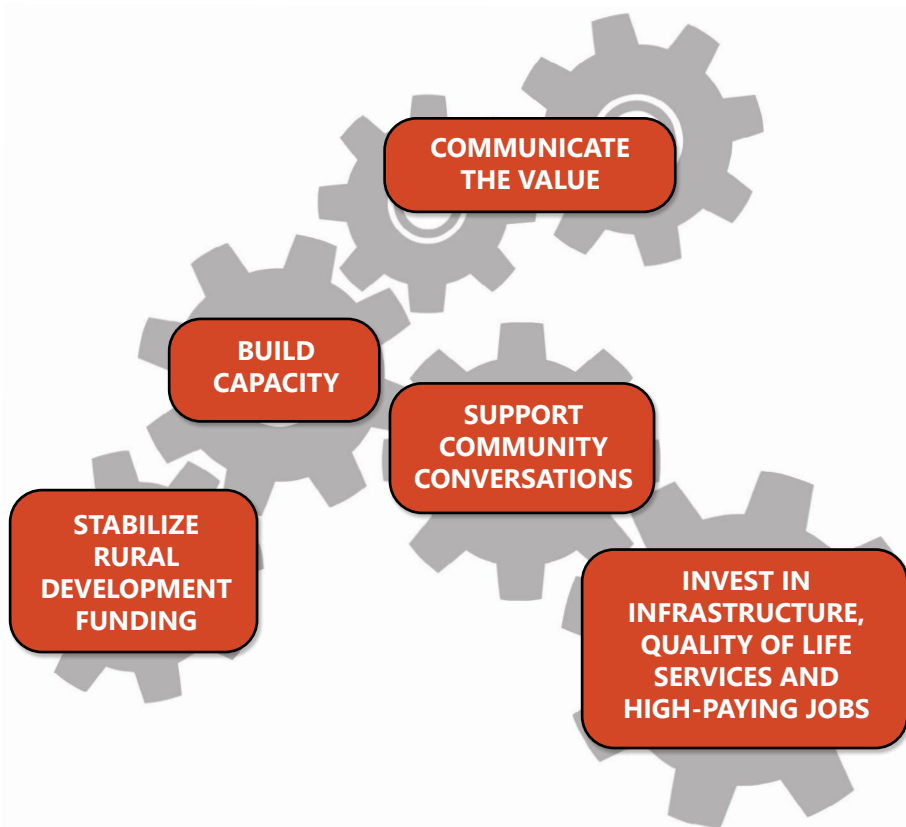 COMMUNICATE
THE VALUE
BUILD
CAPACITY
SUPPORT
COMMUNITY
CONVERSATIONS
STABILIZE
RURAL
DEVELOPMENT
FUNDING
INVEST IN
INFRASTRUCTURE,
QUALITY OF LIFE
SERVICES AND
HIGH-PAYING JOBS